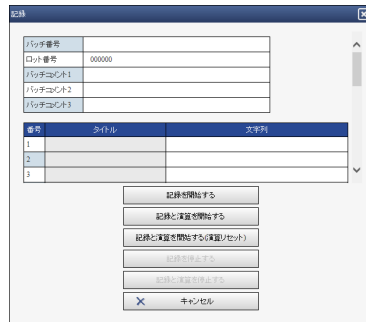 記録
バッチ番号
ロット番号 000000
バッチコメント1
バッチコメント2
バッチコメント3
番号 タイトル 文字列
1
2
3
記録を開始する
記録と演算を開始する
記録と演算を開始する(演算リセット)
記録を停止する
記録と演算を停止する
キャンセル